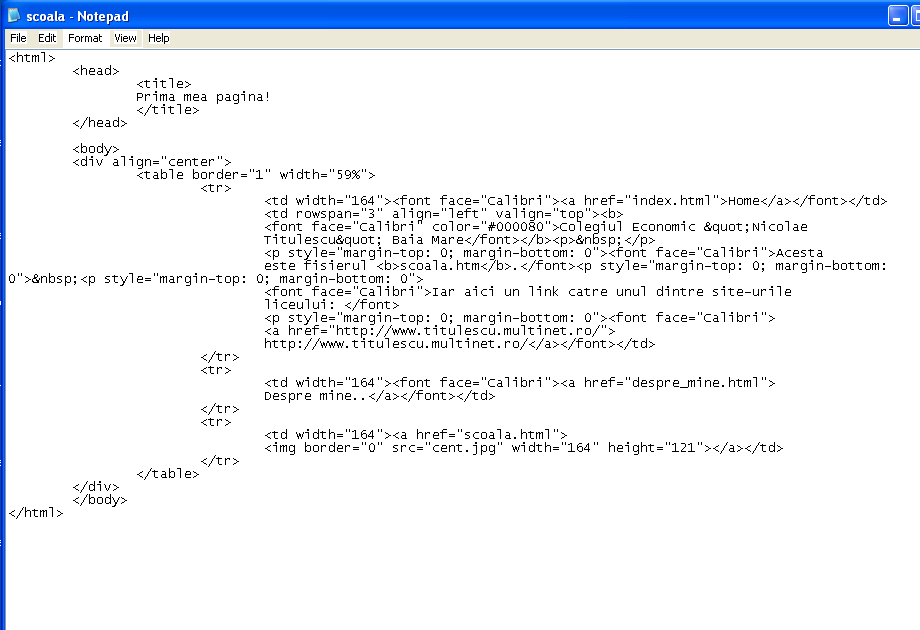 scoala - Notepad
File Edit Format View Help
<html>
<head>
<title>
Prima mea pagina!
</title>
</head>
<body>
<div align="center">
<table border="1" width="59%">
<tr>
<td width="164"><font face="Calibri"><a href="index.html">Home</a></font></td>
<td rowspan="3" align="left" valign="top"><b>
<font face="Calibri" color="#000080">Colegiul Economic &quot;Nicolae
Titulescu&quot; Baia Mare</font></b><p>&nbsp;</p>
<p style="margin-top: 0; margin-bottom: 0"><font face="Calibri">Acesta
este fisierul <b>scoala.htm</b>.</font><p style="margin-top: 0; margin-bottom:
0">&nbsp;<p style="margin-top: 0; margin-bottom: 0">
<font face="Calibri">Iar aici un link catre unul dintre site-urile
liceului: </font>
<p style="margin-top: 0; margin-bottom: 0"><font face="Calibri">
<a href="http://www.titulescu.multinet.ro/">
http://www.titulescu.multinet.ro/</a></font></td>
</tr>
<tr>
<td width="164"><font face="Calibri"><a href="despre_mine.html">
Despre mine..</a></font></td>
</tr>
<tr>
<td width="164"><a href="scoala.html">
<img border="0" src="cent.jpg" width="164" height="121"></a></td>
</tr>
</table>
</div>
</body>
</html>